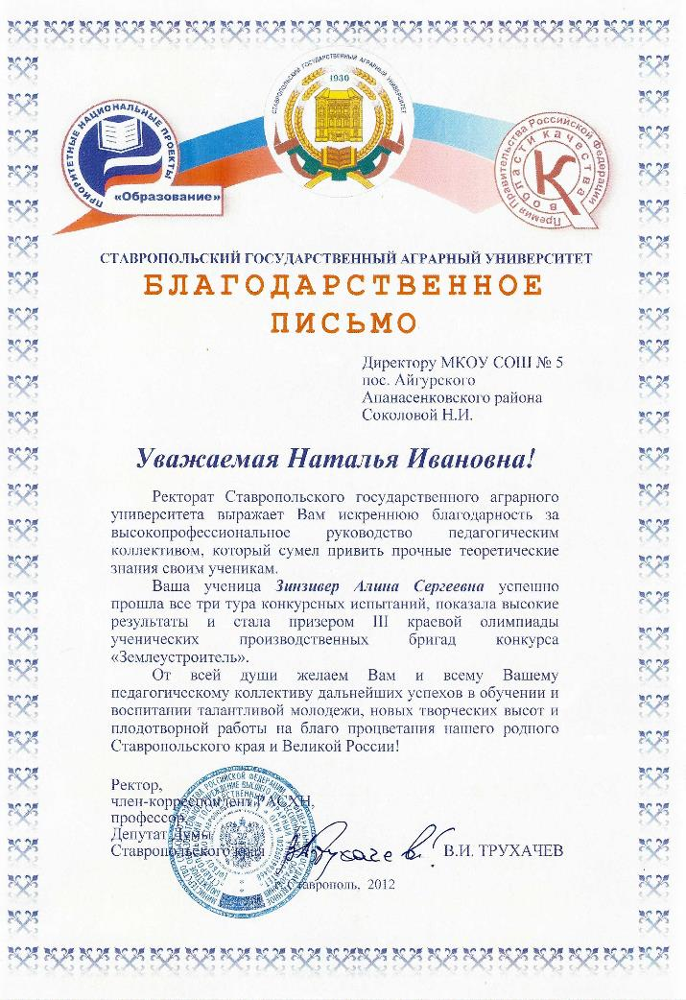 СТАВРОПОЛЬСКИЙ ГОСУДАРСТВЕННЫЙ АГРАРНЫЙ УНИВЕРСИТЕТ
1930
ПРИОРИТЕТНЫЕ НАЦИОНАЛЬНЫЕ ПРОЕКТЫ
«Образование»
Премия Правительства Российской Федерации
в области качества
К
СТАВРОПОЛЬСКИЙ ГОСУДАРСТВЕННЫЙ АГРАРНЫЙ УНИВЕРСИТЕТ
БЛАГОДАРСТВЕННОЕ
ПИСЬМО
Директору МКОУ СОШ № 5
пос. Айгурского
Апанасенковского района
Соколовой Н.И.
Уважаемая Наталья Ивановна!
Ректорат Ставропольского государственного аграрного
университета выражает Вам искреннюю благодарность за
высокопрофессиональное руководство педагогическим
коллективом, который сумел привить прочные теоретические
знания своим ученикам.
Ваша ученица Зинзивер Алина Сергеевна успешно
прошла все три тура конкурсных испытаний, показала высокие
результаты и стала призером III краевой олимпиады
ученических производственных бригад конкурса
«Землеустроитель».
От всей души желаем Вам и всему Вашему
педагогическому коллективу дальнейших успехов в обучении и
воспитании талантливой молодежи, новых творческих высот и
плодотворной работы на благо процветания нашего родного
Ставропольского края и Великой России!
Ректор,
член-корреспондент РАСХН,
профессор,
Депутат Думы
Ставропольского края
В.И. ТРУХАЧЕВ
Ставрополь, 2012